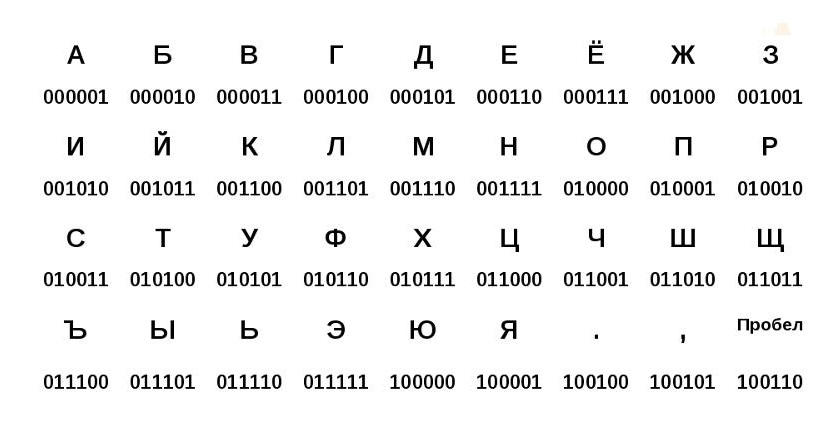 А Б В Г Д Е Ё Ж З
000001 000010 000011 000100 000101 000110 000111 001000 001001
И Й К Л М Н О П Р
001010 001011 001100 001101 001110 001111 010000 010001 010010
С Т У Ф Х Ц Ч Ш Щ
010011 010100 010101 010110 010111 011000 011001 011010 011011
Ъ Ы Ь Э Ю Я . , Пробел
011100 011101 011110 011111 100000 100001 100100 100101 100110